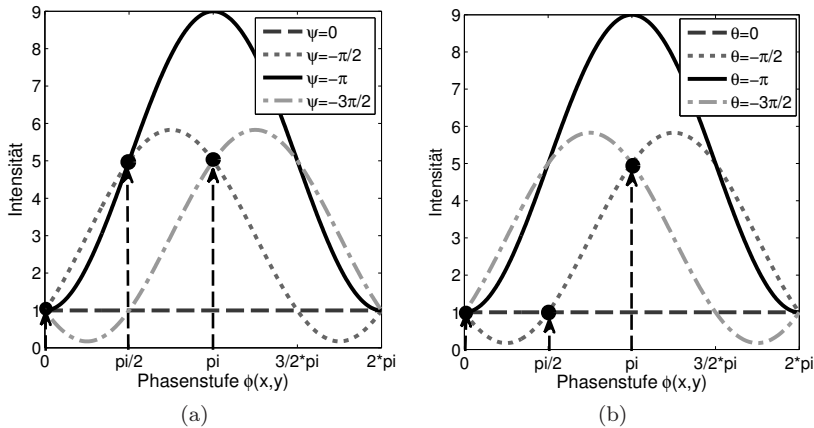 9
8
7
6
5
4
3
2
1
0
Intensität
0 pi/2 pi 3/2*pi 2*pi
Phasenstufe ϕ(x,y)
ψ=0
ψ=−π/2
ψ=−π
ψ=−3π/2
(a)
9
8
7
6
5
4
3
2
1
0
Intensität
0 pi/2 pi 3/2*pi 2*pi
Phasenstufe ϕ(x,y)
θ=0
θ=−π/2
θ=−π
θ=−3π/2
(b)